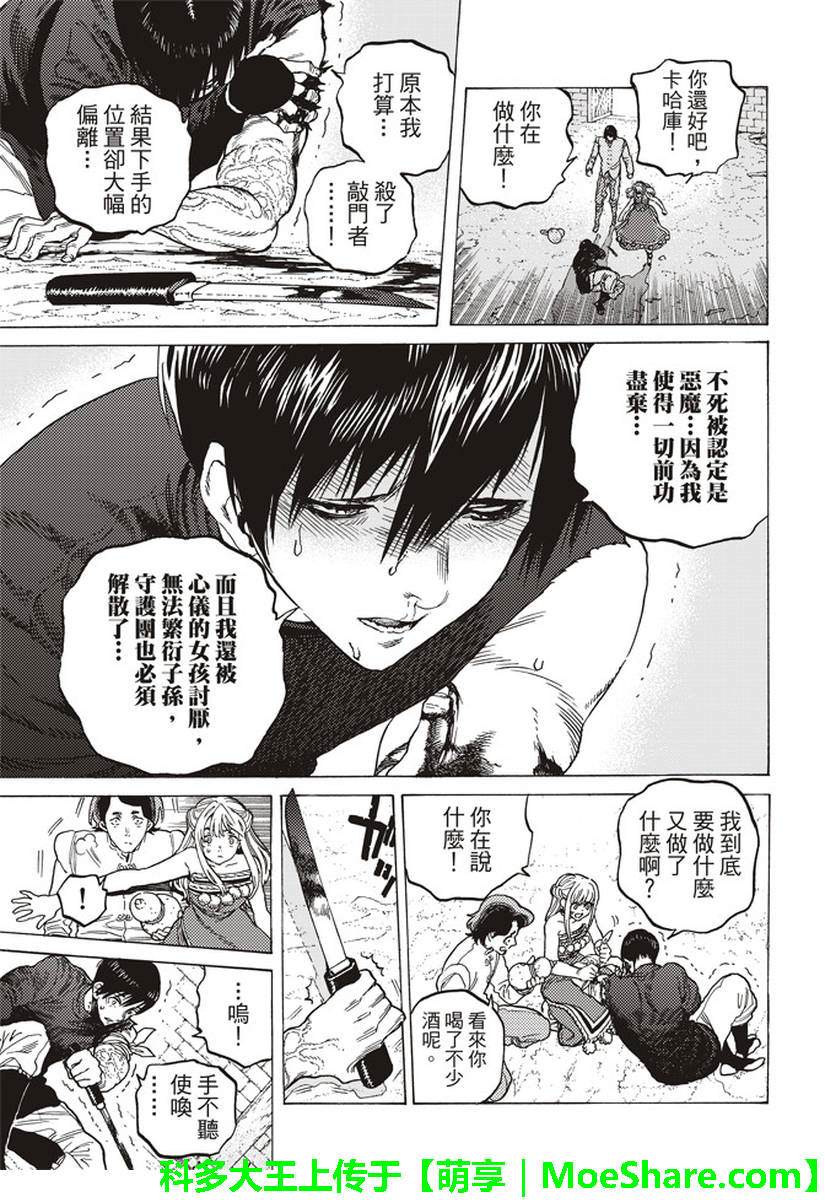 你還好吧，
卡哈庫！
你在
做什麼！
原本我
打算…
殺了
敲門者
……！
結果下手的
位置卻大幅
偏離…
不死被認定是
惡魔…因為我
使得一切前功
盡棄…
而且我還被
心儀的女孩討厭，
無法繁衍子孫，
守護團也必須
解散了…
我到底
要做什麼
又做了
什麼啊？
你在說
什麼！
看來你
喝了不少
酒呢。
ガッ
！
…嗚！
手不聽
使喚
……
科多大王上传于【萌享】| MoeShare.com